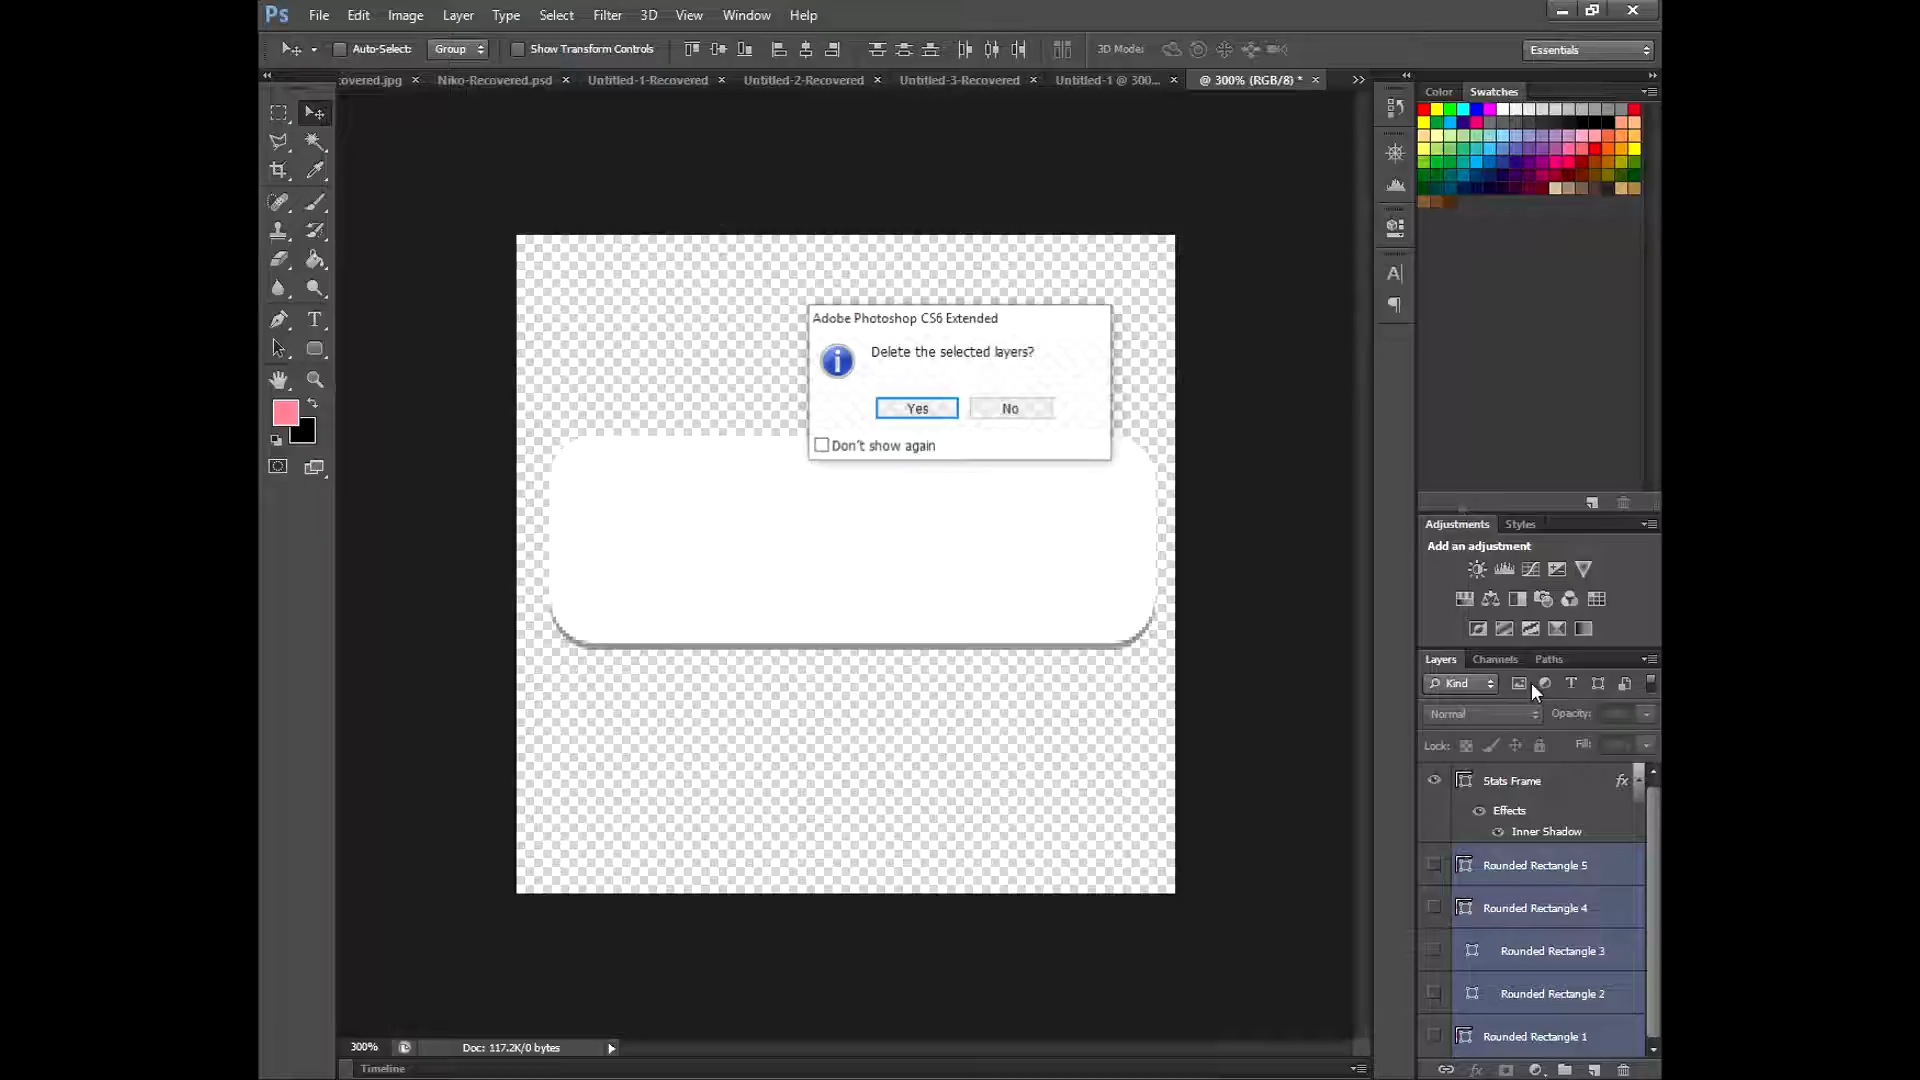 Ps File Edit Image Layer Type Select Filter 3D View Window Help
Auto-Select: Group Show Transform Controls 3D Mode: Essentials
overed.jpg × Niko-Recovered.psd × Untitled-1-Recovered × Untitled-2-Recovered × Untitled-3-Recovered × Untitled-1 @ 300... × @ 300% (RGB/8) * ×
Color Swatches
Adobe Photoshop CS6 Extended
Delete the selected layers?
Yes No
Don't show again
Adjustments Styles
Add an adjustment
Layers Channels Paths
Kind
Normal Opacity:
Lock: Fill:
Stats Frame fx
Effects
Inner Shadow
Rounded Rectangle 5
Rounded Rectangle 4
Rounded Rectangle 3
Rounded Rectangle 2
Rounded Rectangle 1
300% Doc: 117.2K/0 bytes
Timeline